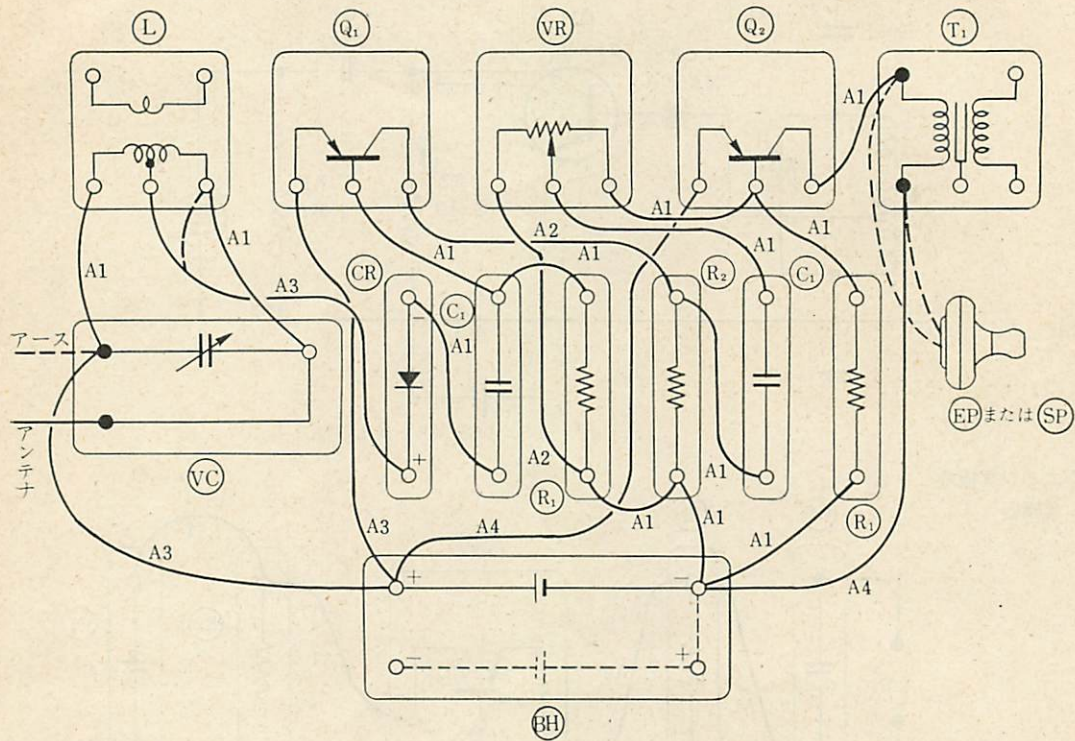 L
Q₁
VR
Q₂
T₁
A1
A1
A1
A3
A1
A2
A1
A1
A1
A1
CR
C₁
R₂
C₁
−
A1
アース
アンテナ
VC
+
A2
R₁
A1
A1
A1
A3
A4
A3
A1
R₁
A4
EPまたはSP
+
−
−
+
BH